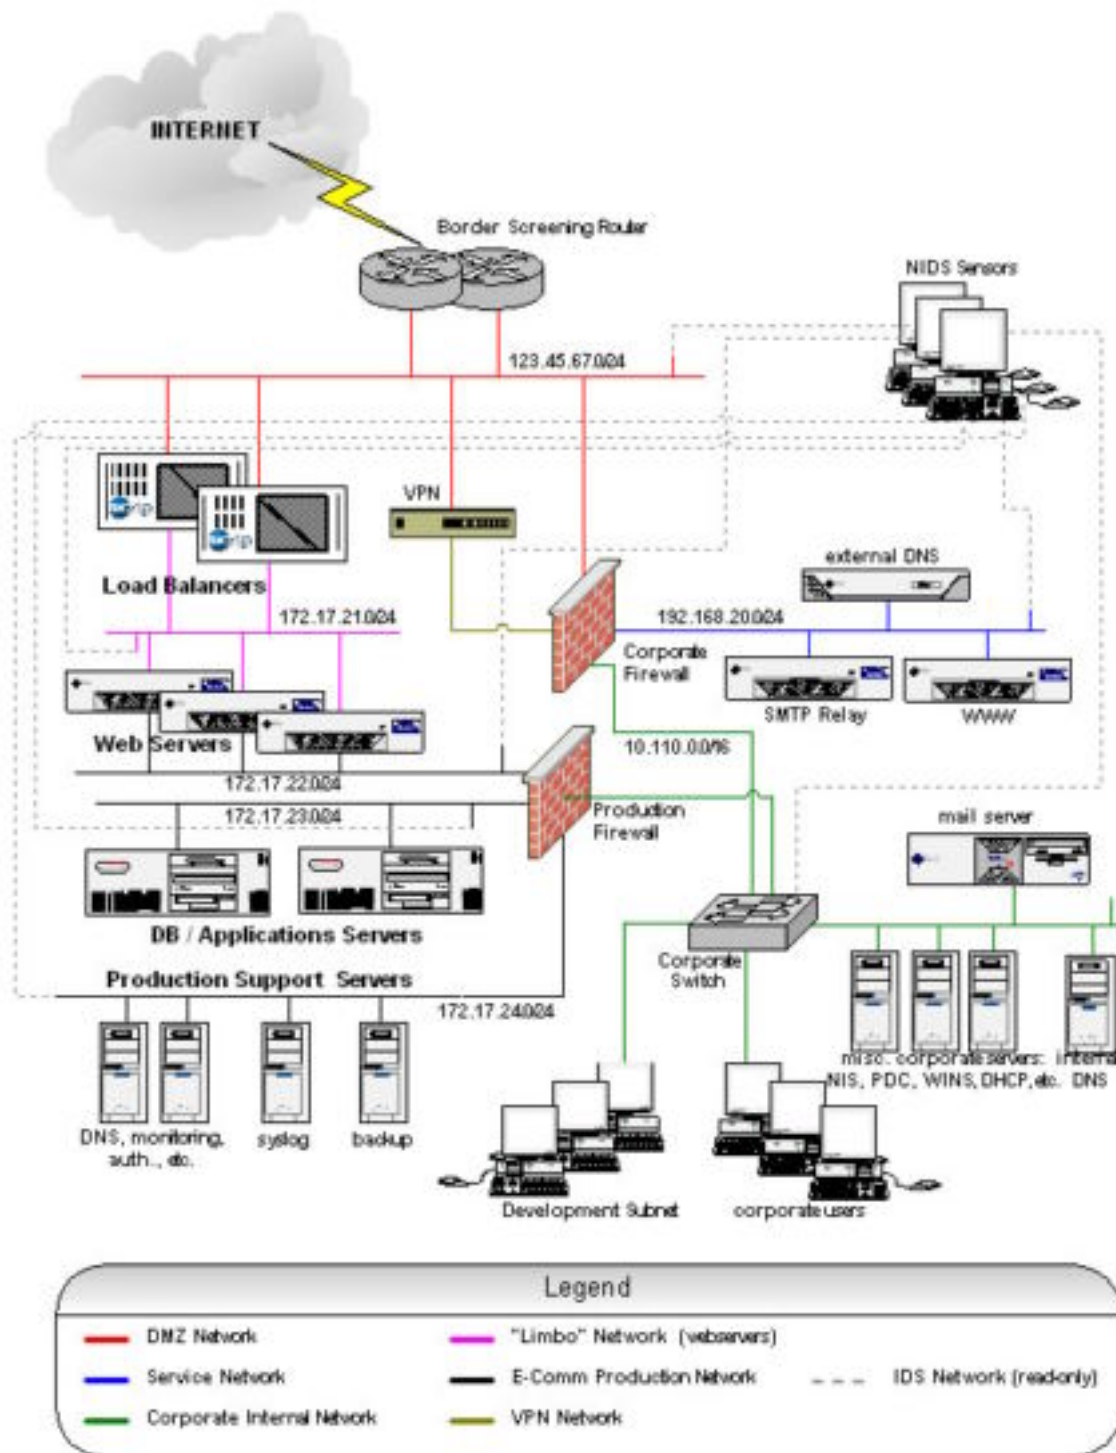 INTERNET
Border Screening Router
NIDS Sensors
123.45.67.0/24
VPN
external DNS
Load Balancers
172.17.21.0/24
192.168.20.0/24
Corporate
Firewall
SMTP Relay
WWW
Web Servers
10.110.0.0/16
172.17.22.0/24
172.17.23.0/24
Production
Firewall
mail server
DB / Applications Servers
Corporate
Switch
Production Support Servers
172.17.24.0/24
misc. corporate servers:
NIS, PDC, WINS, DHCP, etc.
interna
DNS
DNS, monitoring,
auth., etc.
syslog
backup
Development Subnet
corporate users
Legend
DMZ Network
"Limbo" Network (webservers)
Service Network
E-Comm Production Network
IDS Network (read-only)
Corporate Internal Network
VPN Network